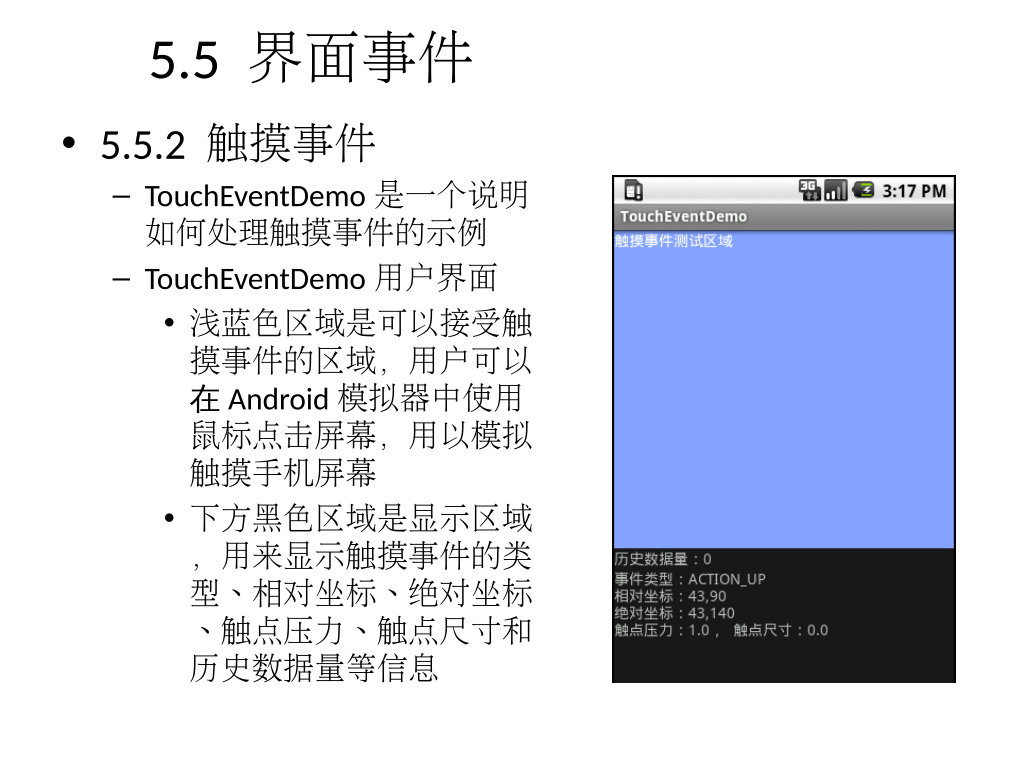 5.5 界面事件
• 5.5.2 触摸事件
– TouchEventDemo 是一个说明
如何处理触摸事件的示例
– TouchEventDemo 用户界面
• 浅蓝色区域是可以接受触
摸事件的区域，用户可以
在 Android 模拟器中使用
鼠标点击屏幕，用以模拟
触摸手机屏幕
• 下方黑色区域是显示区域
，用来显示触摸事件的类
型、相对坐标、绝对坐标
、触点压力、触点尺寸和
历史数据量等信息
3G 3:17 PM
TouchEventDemo
触摸事件测试区域
历史数据量：0
事件类型：ACTION_UP
相对坐标：43,90
绝对坐标：43,140
触点压力：1.0， 触点尺寸：0.0